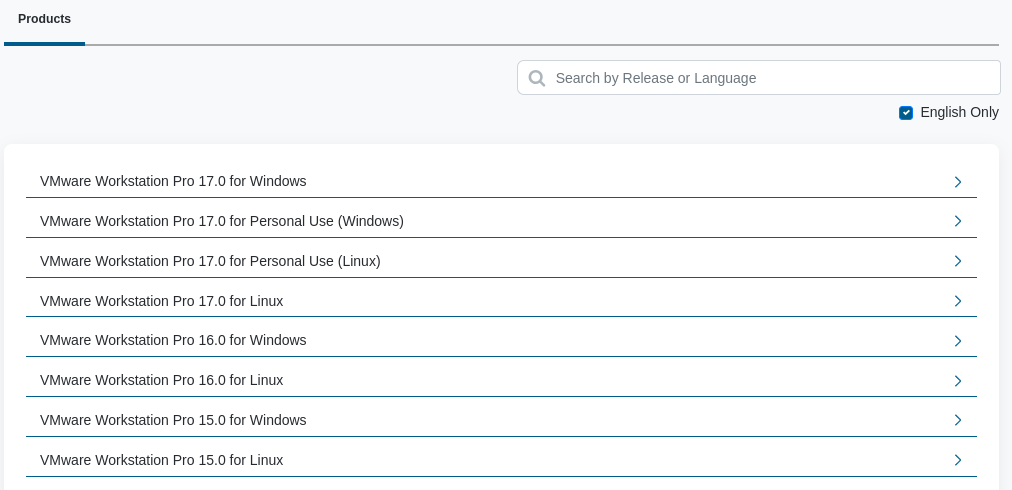 Products
Search by Release or Language
English Only
VMware Workstation Pro 17.0 for Windows
VMware Workstation Pro 17.0 for Personal Use (Windows)
VMware Workstation Pro 17.0 for Personal Use (Linux)
VMware Workstation Pro 17.0 for Linux
VMware Workstation Pro 16.0 for Windows
VMware Workstation Pro 16.0 for Linux
VMware Workstation Pro 15.0 for Windows
VMware Workstation Pro 15.0 for Linux